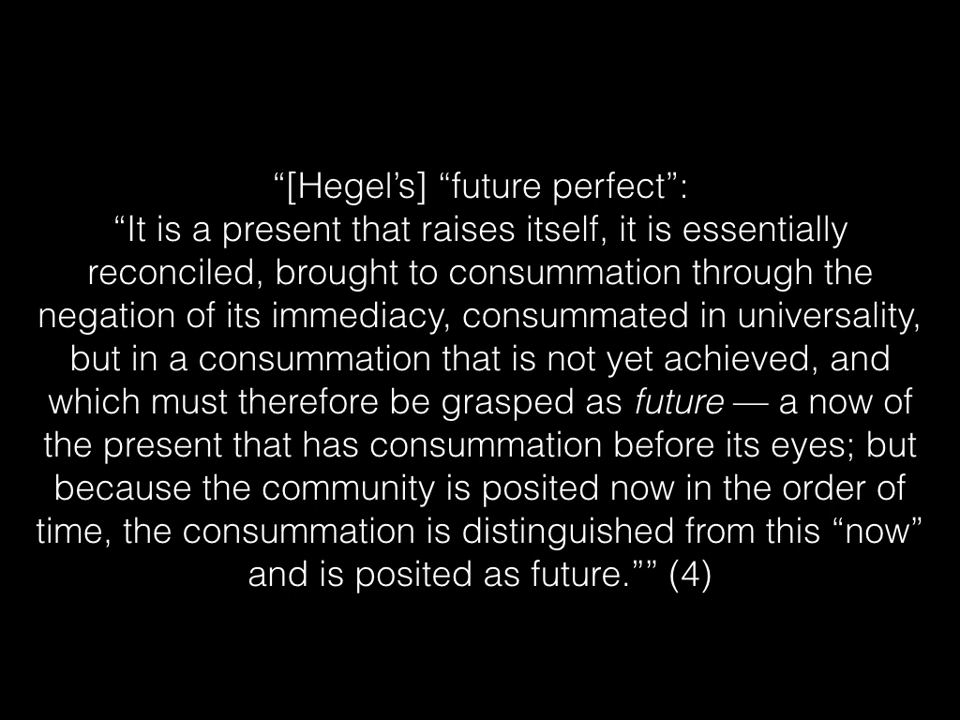 “[Hegel’s] “future perfect”:
“It is a present that raises itself, it is essentially
reconciled, brought to consummation through the
negation of its immediacy, consummated in universality,
but in a consummation that is not yet achieved, and
which must therefore be grasped as future — a now of
the present that has consummation before its eyes; but
because the community is posited now in the order of
time, the consummation is distinguished from this “now”
and is posited as future.”” (4)